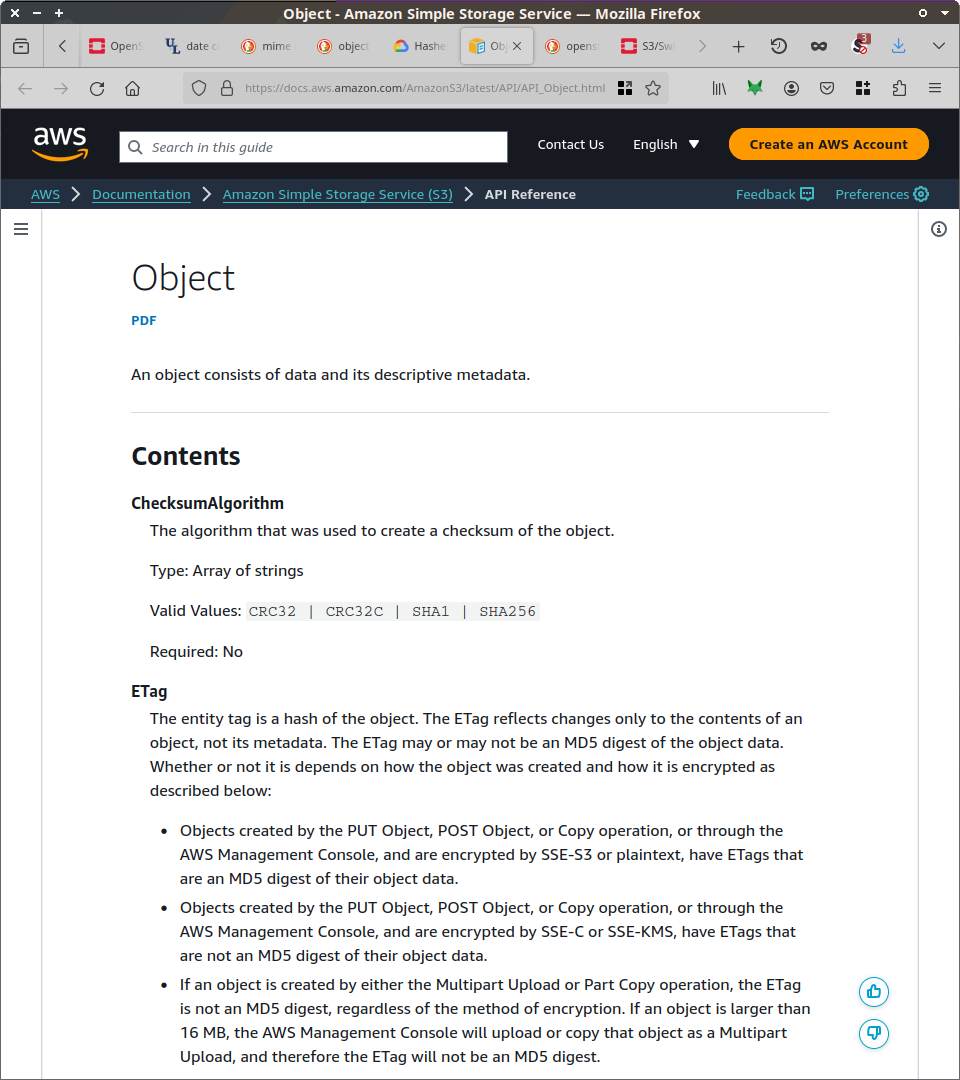 Object - Amazon Simple Storage Service — Mozilla Firefox
OpenS
date c
mime
object
Hashe
Obj
openst
S3/Swi
3
https://docs.aws.amazon.com/AmazonS3/latest/API/API_Object.html
aws
Search in this guide
Contact Us
English
Create an AWS Account
AWS
Documentation
Amazon Simple Storage Service (S3)
API Reference
Feedback
Preferences
Object
PDF
An object consists of data and its descriptive metadata.
Contents
ChecksumAlgorithm
The algorithm that was used to create a checksum of the object.
Type: Array of strings
Valid Values: CRC32 | CRC32C | SHA1 | SHA256
Required: No
ETag
The entity tag is a hash of the object. The ETag reflects changes only to the contents of an
object, not its metadata. The ETag may or may not be an MD5 digest of the object data.
Whether or not it is depends on how the object was created and how it is encrypted as
described below:
• Objects created by the PUT Object, POST Object, or Copy operation, or through the
AWS Management Console, and are encrypted by SSE-S3 or plaintext, have ETags that
are an MD5 digest of their object data.
• Objects created by the PUT Object, POST Object, or Copy operation, or through the
AWS Management Console, and are encrypted by SSE-C or SSE-KMS, have ETags that
are not an MD5 digest of their object data.
• If an object is created by either the Multipart Upload or Part Copy operation, the ETag
is not an MD5 digest, regardless of the method of encryption. If an object is larger than
16 MB, the AWS Management Console will upload or copy that object as a Multipart
Upload, and therefore the ETag will not be an MD5 digest.